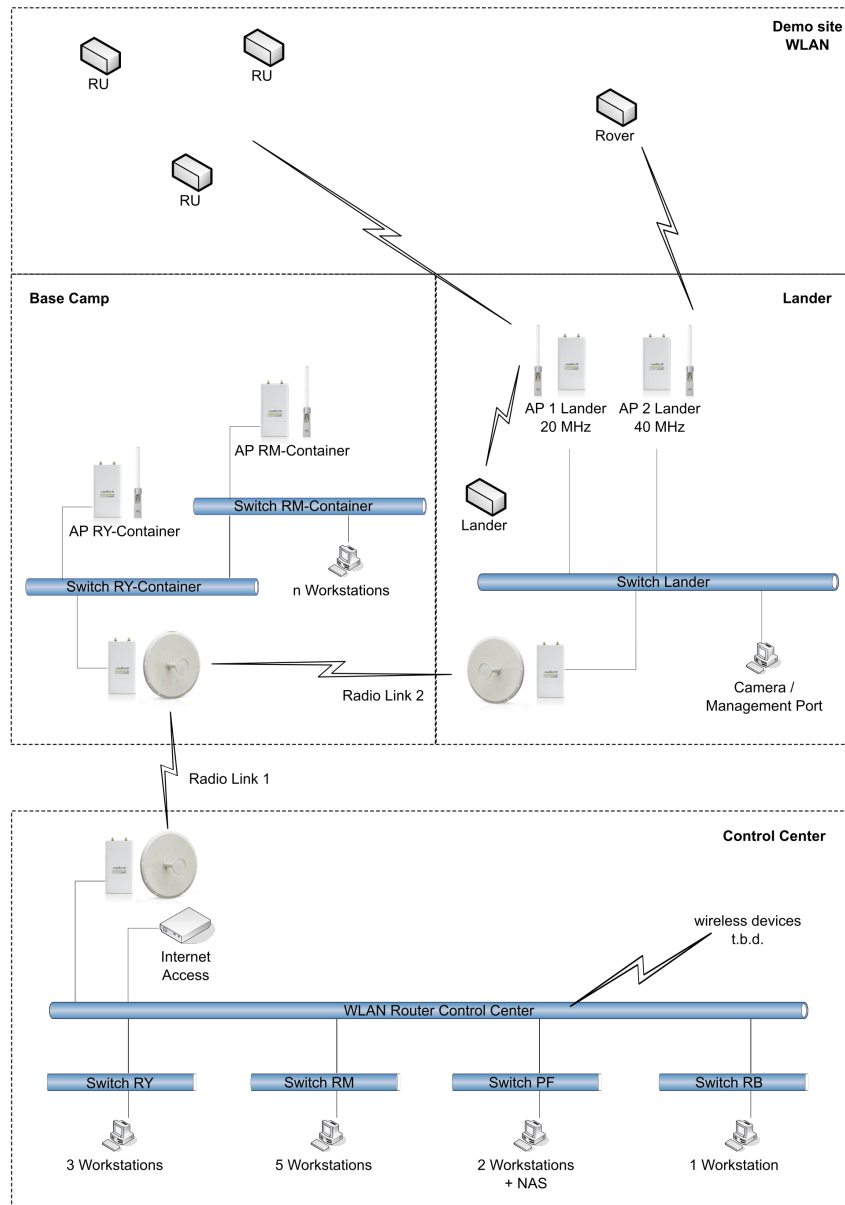 Demo site
WLAN
RU
RU
Rover
RU
Base Camp
Lander
AP 1 Lander
20 MHz
AP 2 Lander
40 MHz
AP RM-Container
Switch RM-Container
Lander
AP RY-Container
Switch RY-Container
n Workstations
Switch Lander
Radio Link 2
Camera /
Management Port
Radio Link 1
Control Center
Internet
Access
wireless devices
t.b.d.
WLAN Router Control Center
Switch RY
Switch RM
Switch PF
Switch RB
3 Workstations
5 Workstations
2 Workstations
+ NAS
1 Workstation